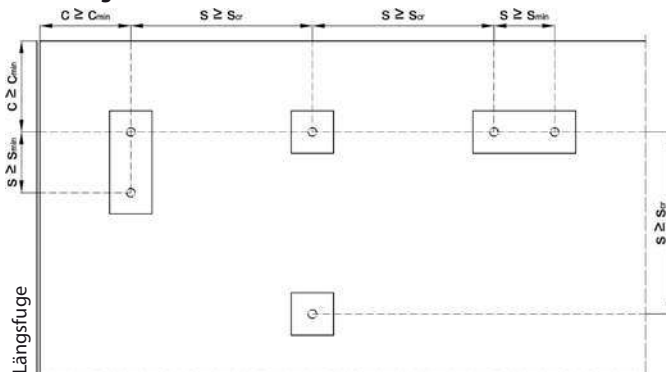 c ≥ cmin
s ≥ scr
s ≥ scr
s ≥ smin
c ≥ cmin
s ≥ smin
s ≥ scr
Längsfuge